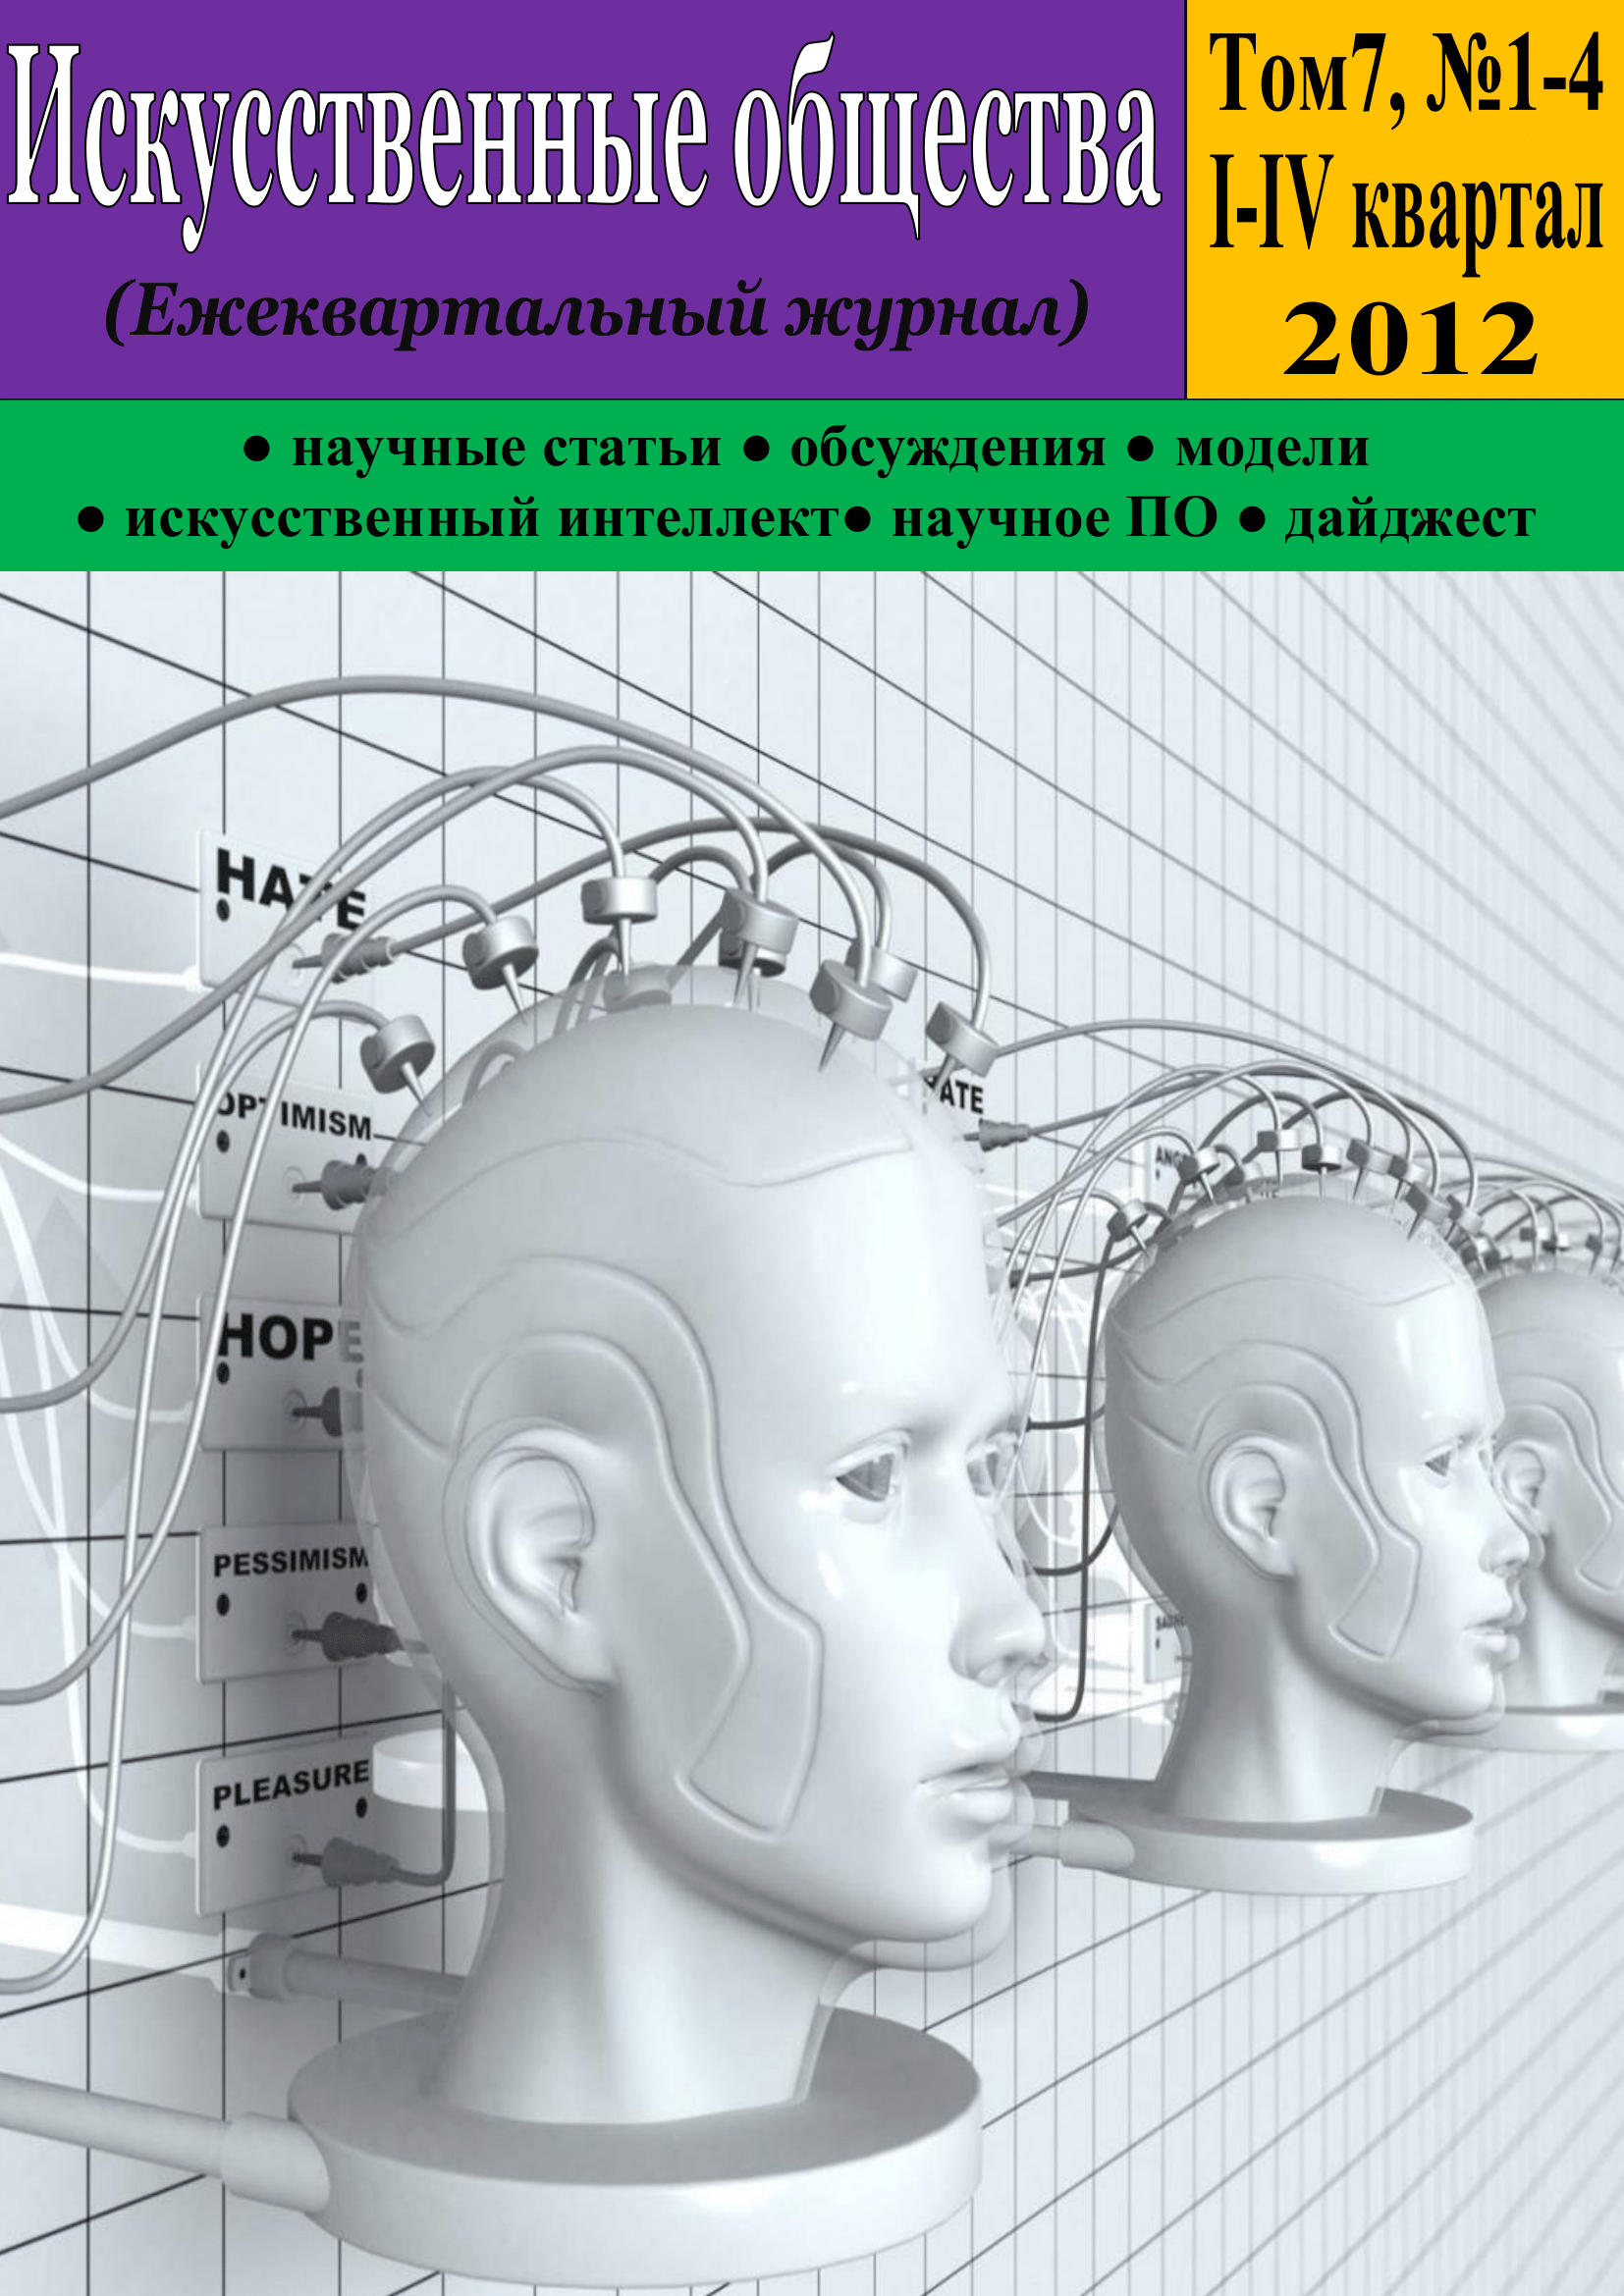 Искусственные общества
(Ежеквартальный журнал)
Том7, №1-4
I-IV квартал
2012
● научные статьи ● обсуждения ● модели
● искусственный интеллект● научное ПО ● дайджест
HATE
OPTIMISM
HOPE
PESSIMISM
PLEASURE
HATE